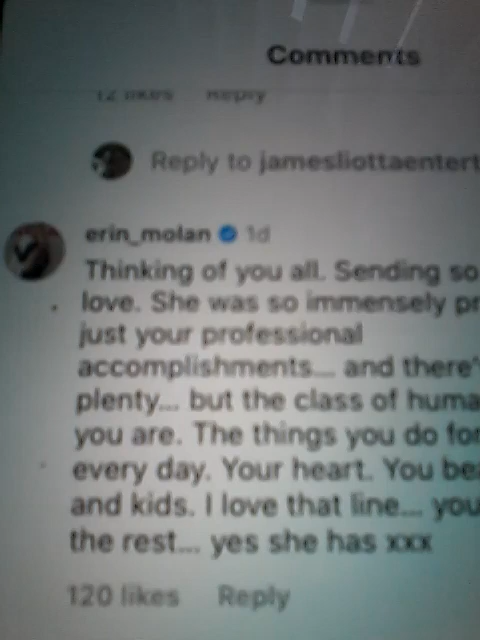 Comments
12 likes Reply
Reply to jamesliottaentert
erin_molan 1d
Thinking of you all. Sending so
love. She was so immensely pr
just your professional
accomplishments... and there'
plenty... but the class of huma
you are. The things you do for
every day. Your heart. You be
and kids. I love that line... you
the rest... yes she has xxx
120 likes Reply